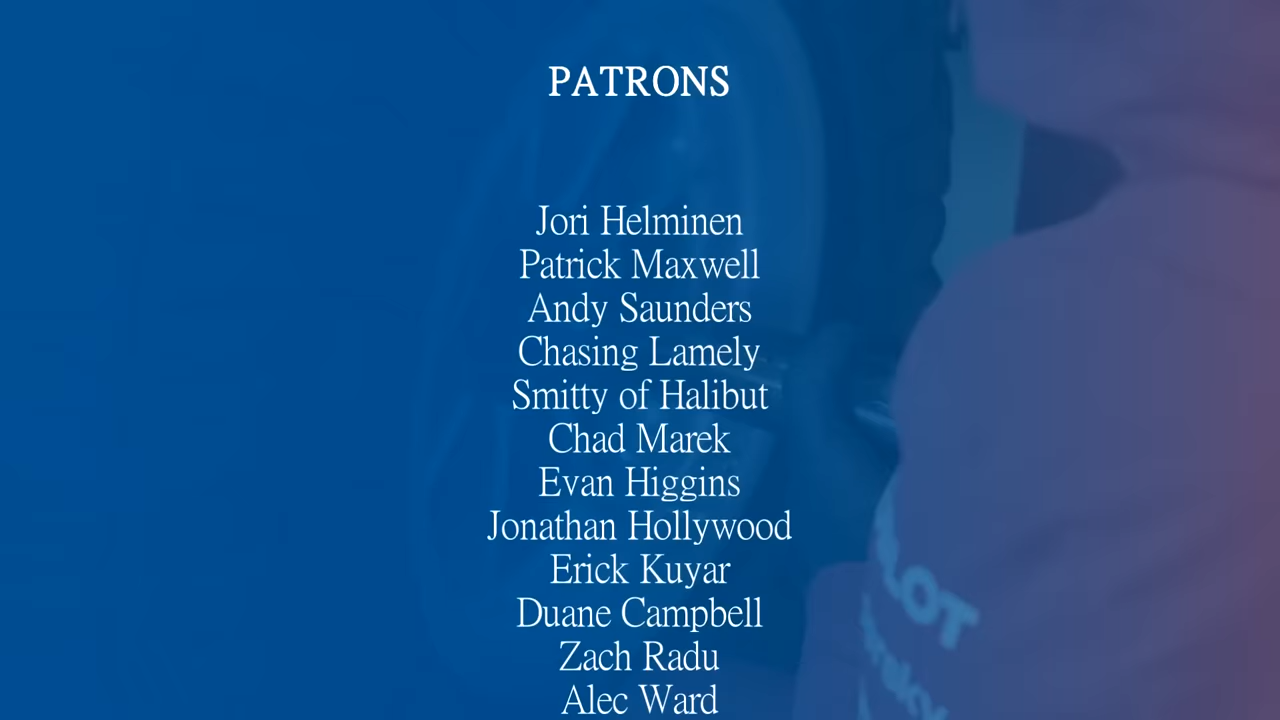 PATRONS
Jori Helminen
Patrick Maxwell
Andy Saunders
Chasing Lamely
Smitty of Halibut
Chad Marek
Evan Higgins
Jonathan Hollywood
Erick Kuyar
Duane Campbell
Zach Radu
Alec Ward